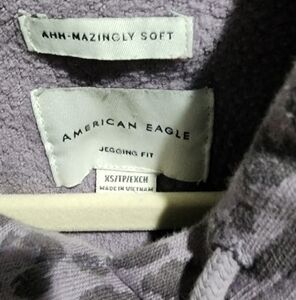 AHH-MAZINGLY SOFT
AMERICAN EAGLE
JEGGING FIT
XS/TP/EXCH
MADE IN VIETNAM